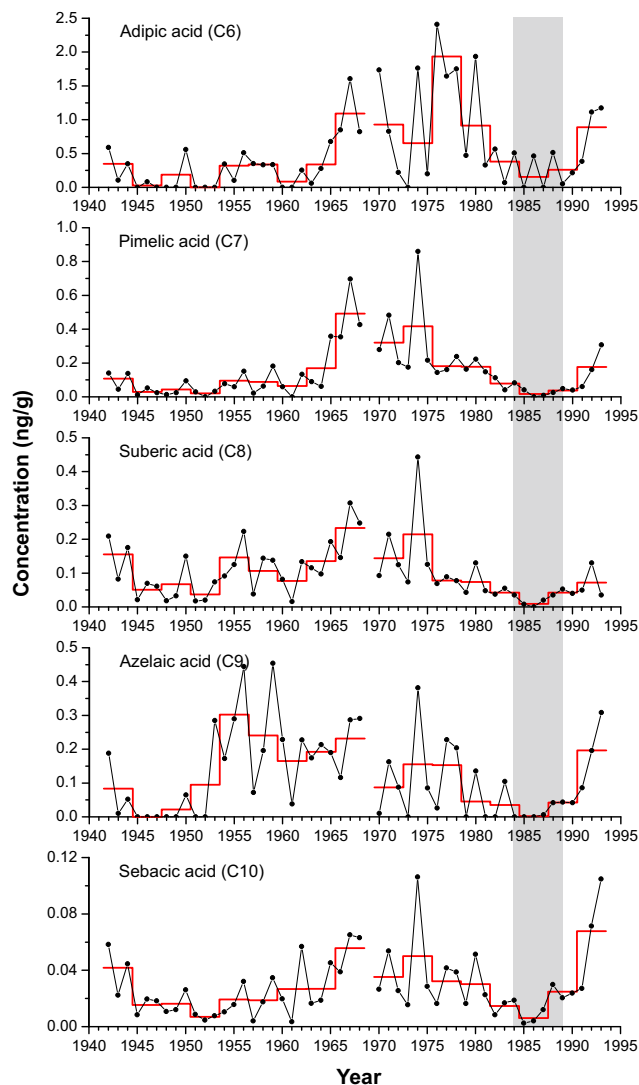 Adipic acid (C6)
2.5
2.0
1.5
1.0
0.5
0.0
1940 1945 1950 1955 1960 1965 1970 1975 1980 1985 1990 1995
Pimelic acid (C7)
1.0
0.8
0.6
0.4
0.2
0.0
1940 1945 1950 1955 1960 1965 1970 1975 1980 1985 1990 1995
Concentration (ng/g)
Suberic acid (C8)
0.5
0.4
0.3
0.2
0.1
0.0
1940 1945 1950 1955 1960 1965 1970 1975 1980 1985 1990 1995
Azelaic acid (C9)
0.5
0.4
0.3
0.2
0.1
0.0
1940 1945 1950 1955 1960 1965 1970 1975 1980 1985 1990 1995
Sebacic acid (C10)
0.12
0.08
0.04
0.00
1940 1945 1950 1955 1960 1965 1970 1975 1980 1985 1990 1995
Year